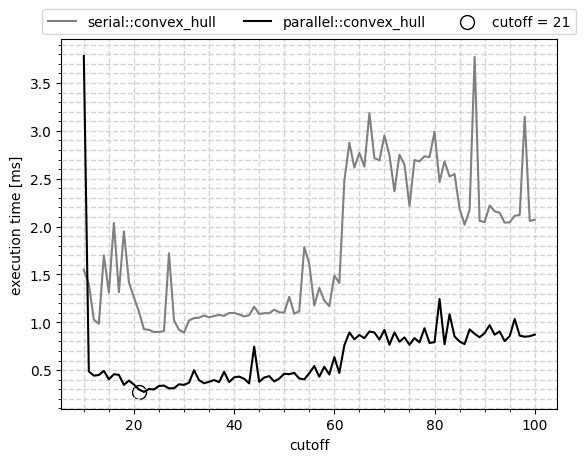 serial::convex_hull parallel::convex_hull cutoff = 21
execution time [ms]
3.5
3.0
2.5
2.0
1.5
1.0
0.5
20 40 60 80 100
cutoff